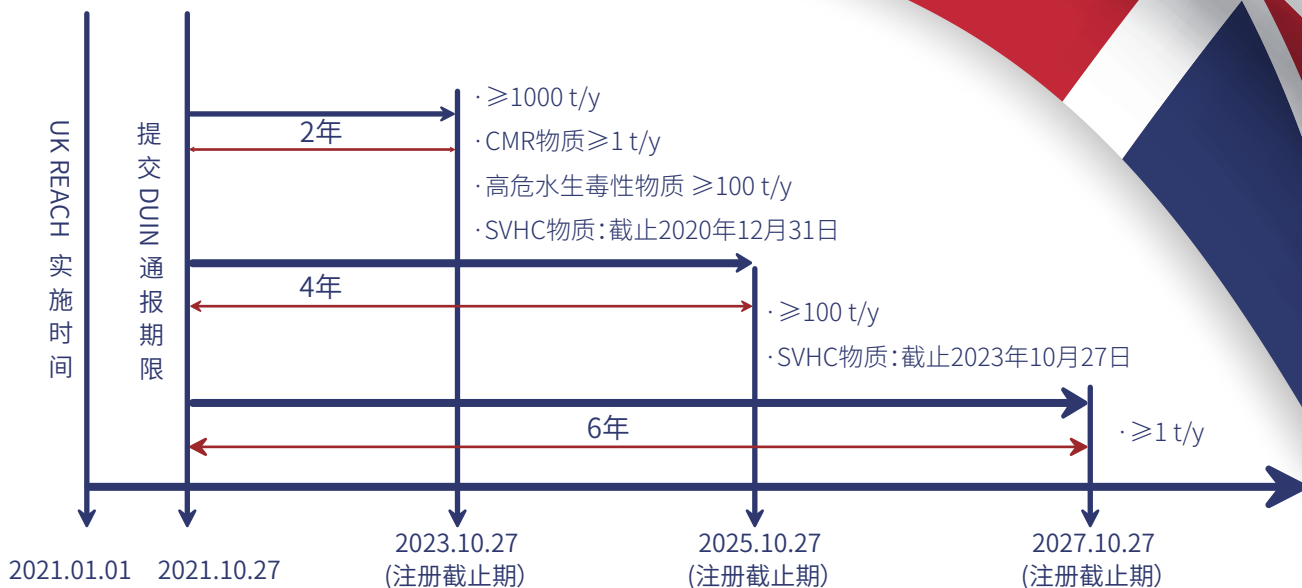 UK REACH 实施时间
提交 DUIN 通报期限
2年
· ≥1000 t/y
· CMR物质≥1 t/y
· 高危水生毒性物质 ≥100 t/y
· SVHC物质：截止2020年12月31日
4年
· ≥100 t/y
· SVHC物质：截止2023年10月27日
6年
· ≥1 t/y
2021.01.01
2021.10.27
2023.10.27
(注册截止期)
2025.10.27
(注册截止期)
2027.10.27
(注册截止期)